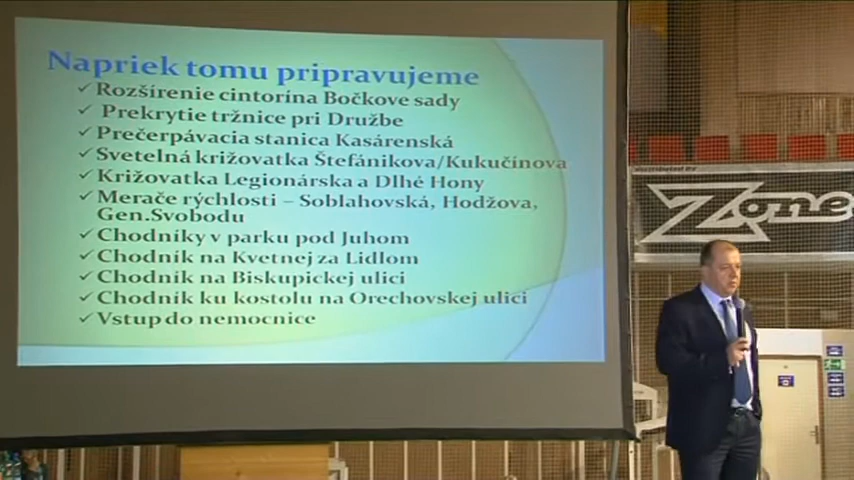 Napriek tomu pripravujeme
Rozšírenie cintorína Bočkove sady
Prekrytie tržnice pri Družbe
Prečerpávacia stanica Kasárenská
Svetelná križovatka Štefánikova/Kukučínova
Križovatka Legionárska a Dlhé Hony
Merače rýchlosti – Soblahovská, Hodžova,
Gen.Svobodu
Chodníky v parku pod Juhom
Chodník na Kvetnej za Lidlom
Chodník na Biskupickej ulici
Chodník ku kostolu na Orechovskej ulici
Vstup do nemocnice
distributed by
Zone